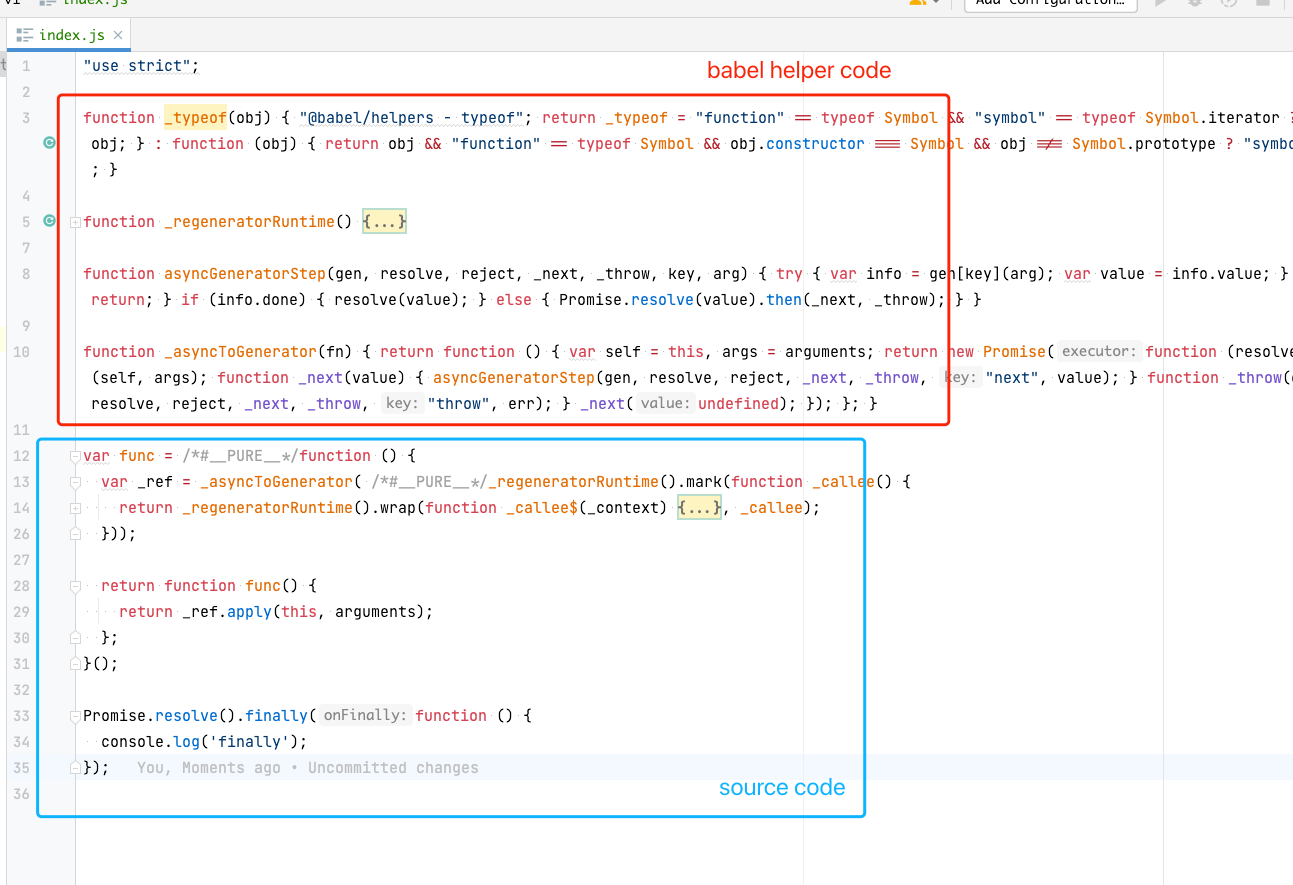 index.js
Add Configuration...
index.js ×
1 "use strict";
babel helper code
2
3 function _typeof(obj) { "@babel/helpers - typeof"; return _typeof = "function" == typeof Symbol && "symbol" == typeof Symbol.iterator ?
obj; } : function (obj) { return obj && "function" == typeof Symbol && obj.constructor === Symbol && obj !== Symbol.prototype ? "symbo
; }
4
5 function _regeneratorRuntime() {...}
7
8 function asyncGeneratorStep(gen, resolve, reject, _next, _throw, key, arg) { try { var info = gen[key](arg); var value = info.value; }
return; } if (info.done) { resolve(value); } else { Promise.resolve(value).then(_next, _throw); } }
9
10 function _asyncToGenerator(fn) { return function () { var self = this, args = arguments; return new Promise( executor: function (resolve
(self, args); function _next(value) { asyncGeneratorStep(gen, resolve, reject, _next, _throw, key: "next", value); } function _throw(
resolve, reject, _next, _throw, key: "throw", err); } _next( value: undefined); }); }; }
11
12 var func = /*#__PURE__*/function () {
13 var _ref = _asyncToGenerator( /*#__PURE__*/_regeneratorRuntime().mark(function _callee() {
14 return _regeneratorRuntime().wrap(function _callee$(_context) {...}, _callee);
26 }));
27
28 return function func() {
29 return _ref.apply(this, arguments);
30 };
31 }();
32
33 Promise.resolve().finally( onFinally: function () {
34 console.log('finally');
35 }); You, Moments ago • Uncommitted changes
source code
36